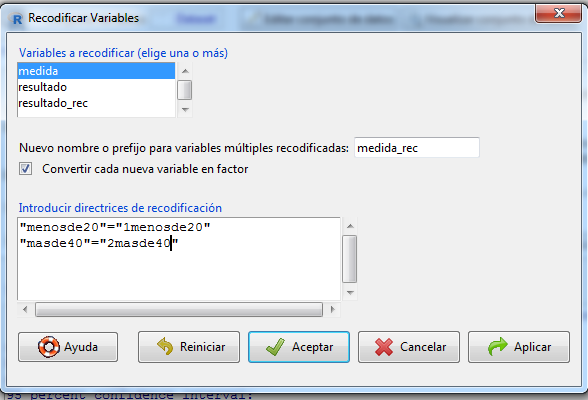 Recodificar Variables
Variables a recodificar (elige una o más)
medida
resultado
resultado_rec
Nuevo nombre o prefijo para variables múltiples recodificadas: medida_rec
Convertir cada nueva variable en factor
Introducir directrices de recodificación
"menosde20"="1menosde20"
"masde40"="2masde40"
Ayuda Reiniciar Aceptar Cancelar Aplicar
95 percent confidence interval: